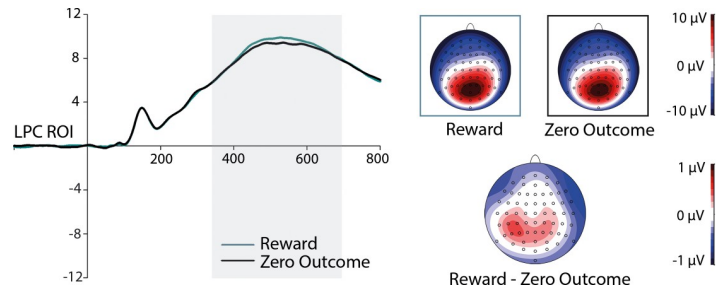 12
8
4
LPC ROI
200
400
600
800
-4
-8
-12
Reward
Zero Outcome
Reward
Zero Outcome
10 µV
0 µV
-10 µV
Reward - Zero Outcome
1 µV
0 µV
-1 µV